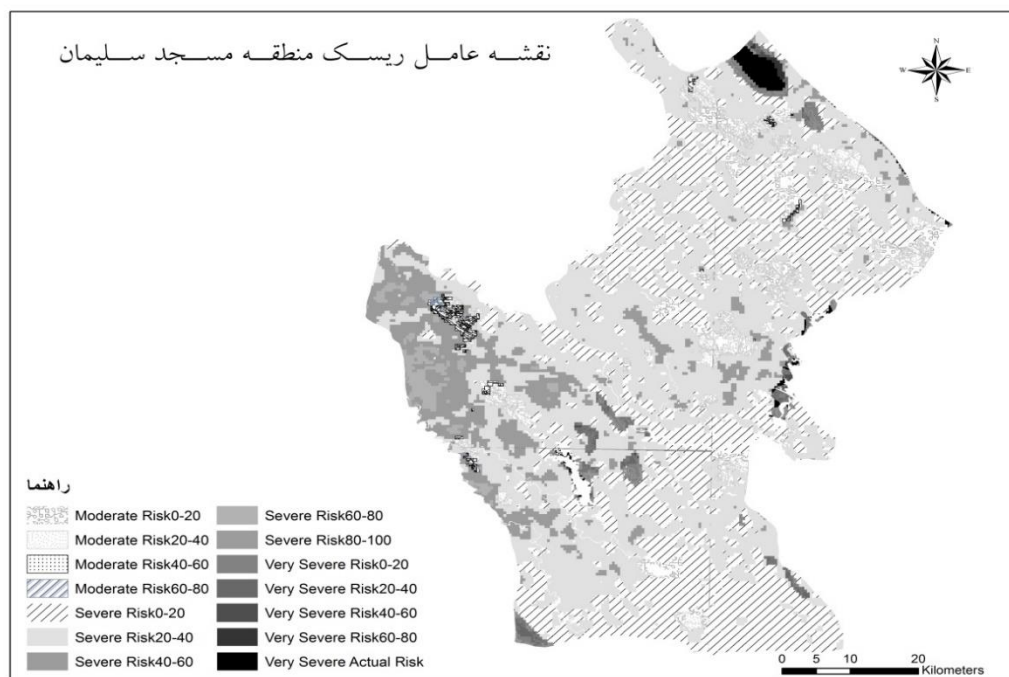 نقشه عامل ریسک منطقه مسجد سلیمان
N
W E
S
راهنما
Moderate Risk0-20
Moderate Risk20-40
Moderate Risk40-60
Moderate Risk60-80
Severe Risk0-20
Severe Risk20-40
Severe Risk40-60
Severe Risk60-80
Severe Risk80-100
Very Severe Risk0-20
Very Severe Risk20-40
Very Severe Risk40-60
Very Severe Risk60-80
Very Severe Actual Risk
0 5 10 20
Kilometers